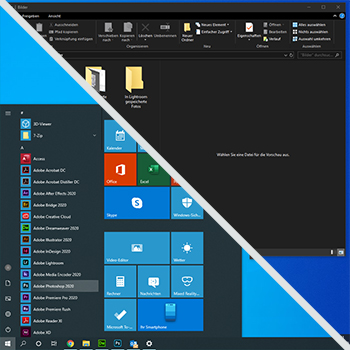 Bilder
Freigeben Ansicht
Ausschneiden
Pfad kopieren
Verknüpfung einfügen
Verschieben nach
Kopieren nach
Löschen
Umbenennen
Neuer Ordner
Neues Element
Einfacher Zugriff
Eigenschaften
Öffnen
Bearbeiten
Verlauf
Alles auswählen
Nichts auswählen
Auswahl umkehren
Organisieren
Neu
Öffnen
Auswählen
In Lightroom
gespeicherte
Fotos
Wählen Sie eine Datei für die Vorschau aus.
#
3D-Viewer
7-Zip
A
Access
Adobe Acrobat DC
Adobe Acrobat Distiller DC
Adobe After Effects 2020
Adobe Bridge 2020
Adobe Creative Cloud
Adobe Dreamweaver 2020
Adobe Illustrator 2020
Adobe InDesign 2020
Adobe Lightroom
Adobe Media Encoder 2020
Adobe Photoshop 2020
Adobe Premiere Pro 2020
Adobe Premiere Rush
Adobe Reader XI
Adobe XD
Kalender
Office
Excel
Skype
Windows-Sich...
Video-Editor
Wetter
Rechner
Nachrichten
Mixed Reality...
Microsoft So...
Ihr Smartphone